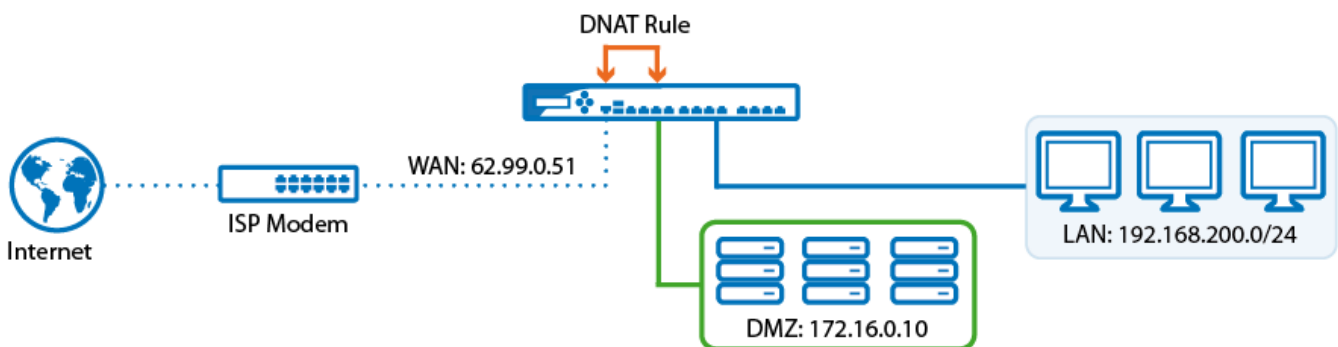 DNAT Rule
WAN: 62.99.0.51
ISP Modem
Internet
LAN: 192.168.200.0/24
DMZ: 172.16.0.10